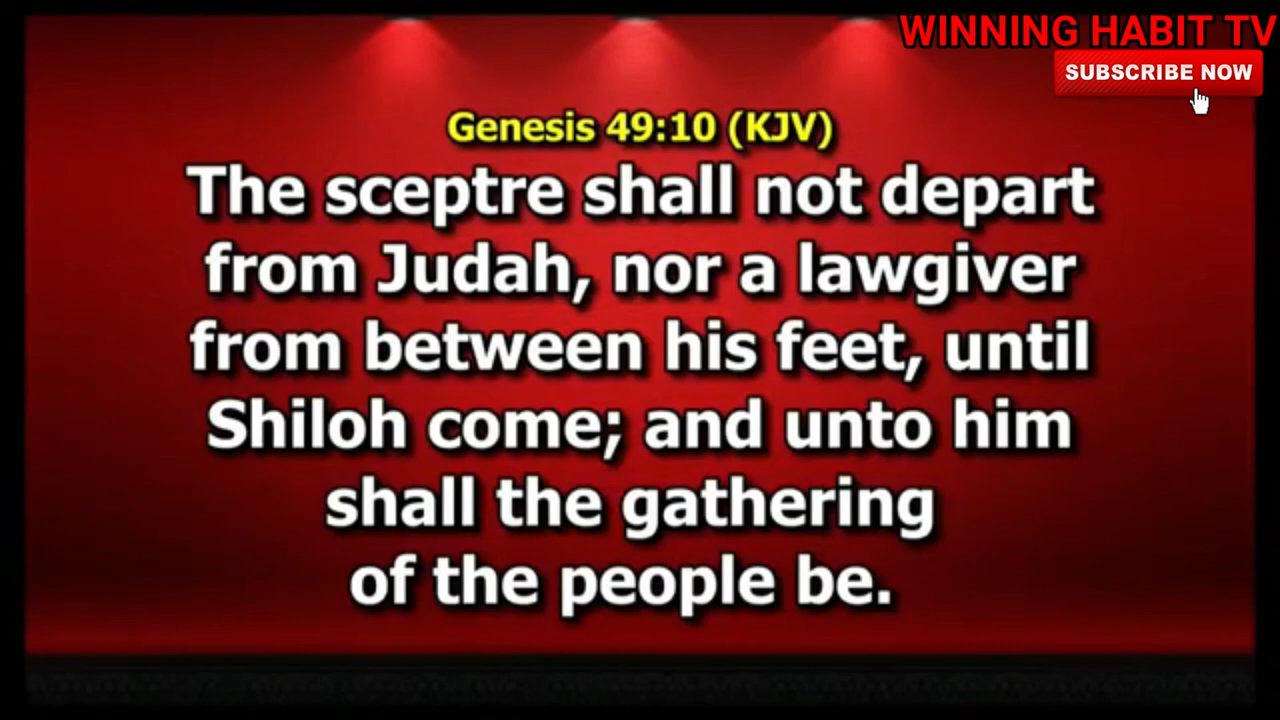 WINNING HABIT TV
SUBSCRIBE NOW
Genesis 49:10 (KJV)
The sceptre shall not depart
from Judah, nor a lawgiver
from between his feet, until
Shiloh come; and unto him
shall the gathering
of the people be.